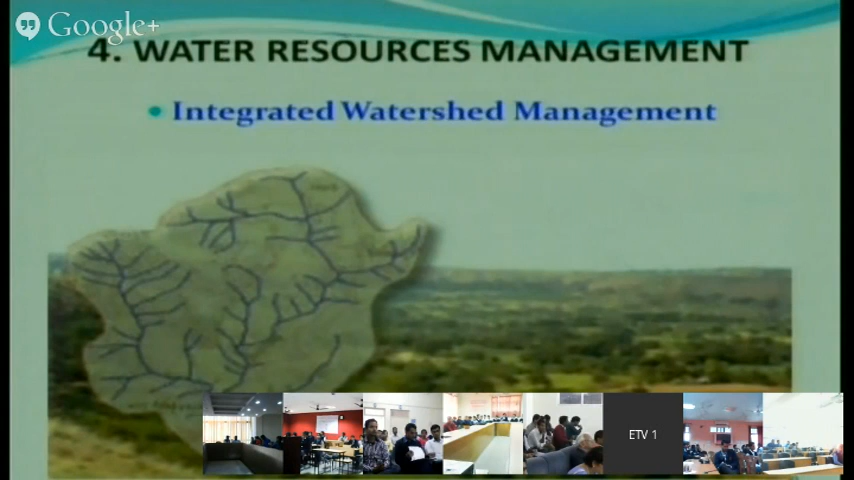 Google+
4. WATER RESOURCES MANAGEMENT
• Integrated Watershed Management
ETV 1